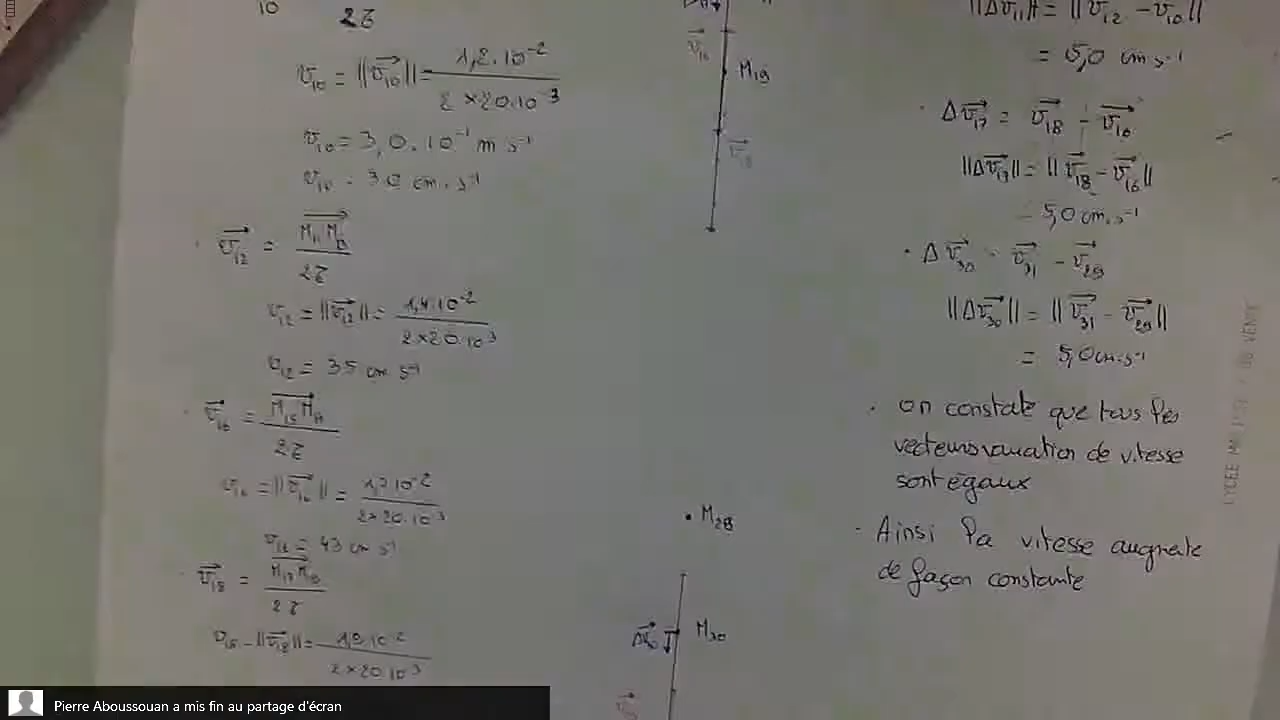 10
2τ
v₁₀ = ||v₁₀|| = 1,2.10⁻² / 2 × 20.10⁻³
v₁₀ = 3,0.10⁻¹ m s⁻¹
v₁₀ = 30 cm.s⁻¹
v₁₂ = M₁₁M₁₃ / 2τ
v₁₂ = ||v₁₂|| = 1,4.10⁻² / 2×20.10⁻³
v₁₂ = 35 cm s⁻¹
v₁₆ = M₁₅M₁₇ / 2τ
v₁₆ = ||v₁₆|| = 1,7.10⁻² / 2×20.10⁻³
v₁₆ = 43 cm s⁻¹
v₁₈ = M₁₇M₁₉ / 2τ
v₁₈ = ||v₁₈|| = 1,9.10⁻² / 2×20.10⁻³
v₁₆
M₁₉
v₁₈
• M₂₈
Δv₃₀
M₃₀
||Δv₁₁|| = ||v₁₂ - v₁₀||
= 5,0 cm s⁻¹
• Δv₁₇ = v₁₈ - v₁₆
||Δv₁₇|| = ||v₁₈ - v₁₆||
= 5,0 cm.s⁻¹
• Δv₃₀ = v₃₁ - v₂₉
||Δv₃₀|| = ||v₃₁ - v₂₉||
= 5,0 cm.s⁻¹
• on constate que tous les
vecteurs variation de vitesse
sont égaux
- Ainsi la vitesse augmente
de façon constante
Pierre Aboussouan a mis fin au partage d'écran